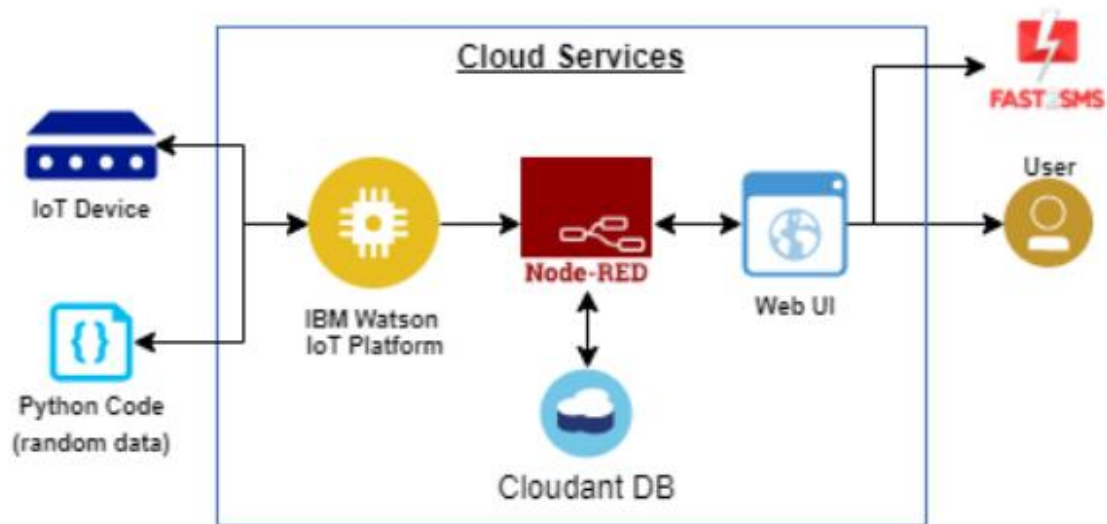 Cloud Services
FAST2SMS
IoT Device
User
IBM Watson
IoT Platform
Node-RED
Web UI
Python Code
(random data)
Cloudant DB